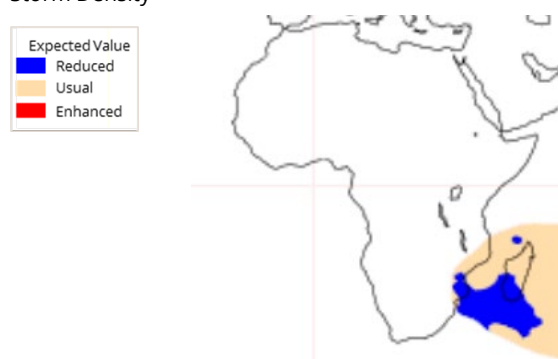 Storm Density
Expected Value
Reduced
Usual
Enhanced